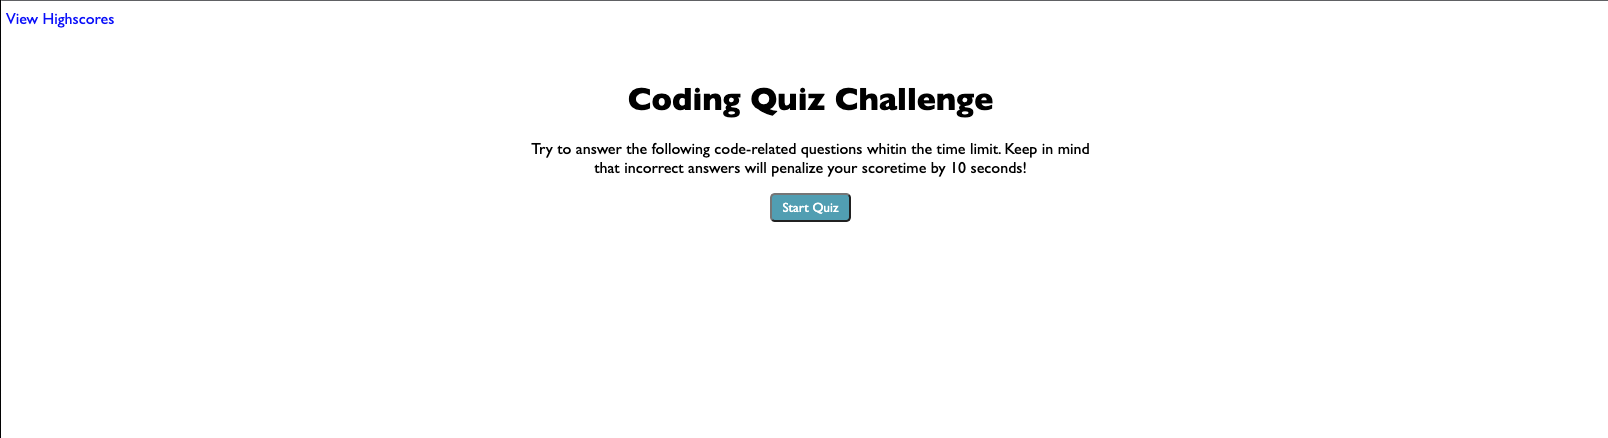 View Highscores
Coding Quiz Challenge
Try to answer the following code-related questions whitin the time limit. Keep in mind
that incorrect answers will penalize your scoretime by 10 seconds!
Start Quiz